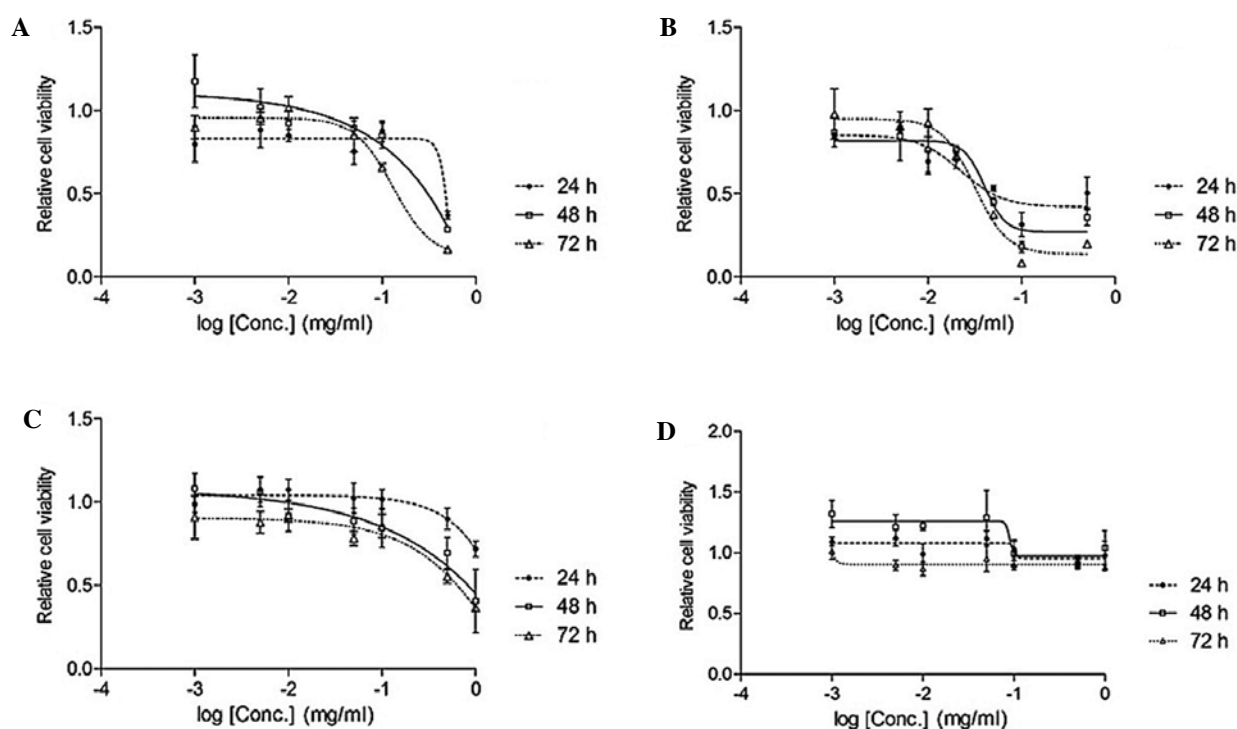 A
1.5
1.0
0.5
0.0
Relative cell viability
-4
-3
-2
-1
0
log [Conc.] (mg/ml)
24 h
48 h
72 h
B
1.5
1.0
0.5
0.0
Relative cell viability
-4
-3
-2
-1
0
log [Conc.] (mg/ml)
24 h
48 h
72 h
C
1.5
1.0
0.5
0.0
Relative cell viability
-4
-3
-2
-1
0
log [Conc.] (mg/ml)
24 h
48 h
72 h
D
2.0
1.5
1.0
0.5
0.0
Relative cell viability
-4
-3
-2
-1
0
log [Conc.] (mg/ml)
24 h
48 h
72 h